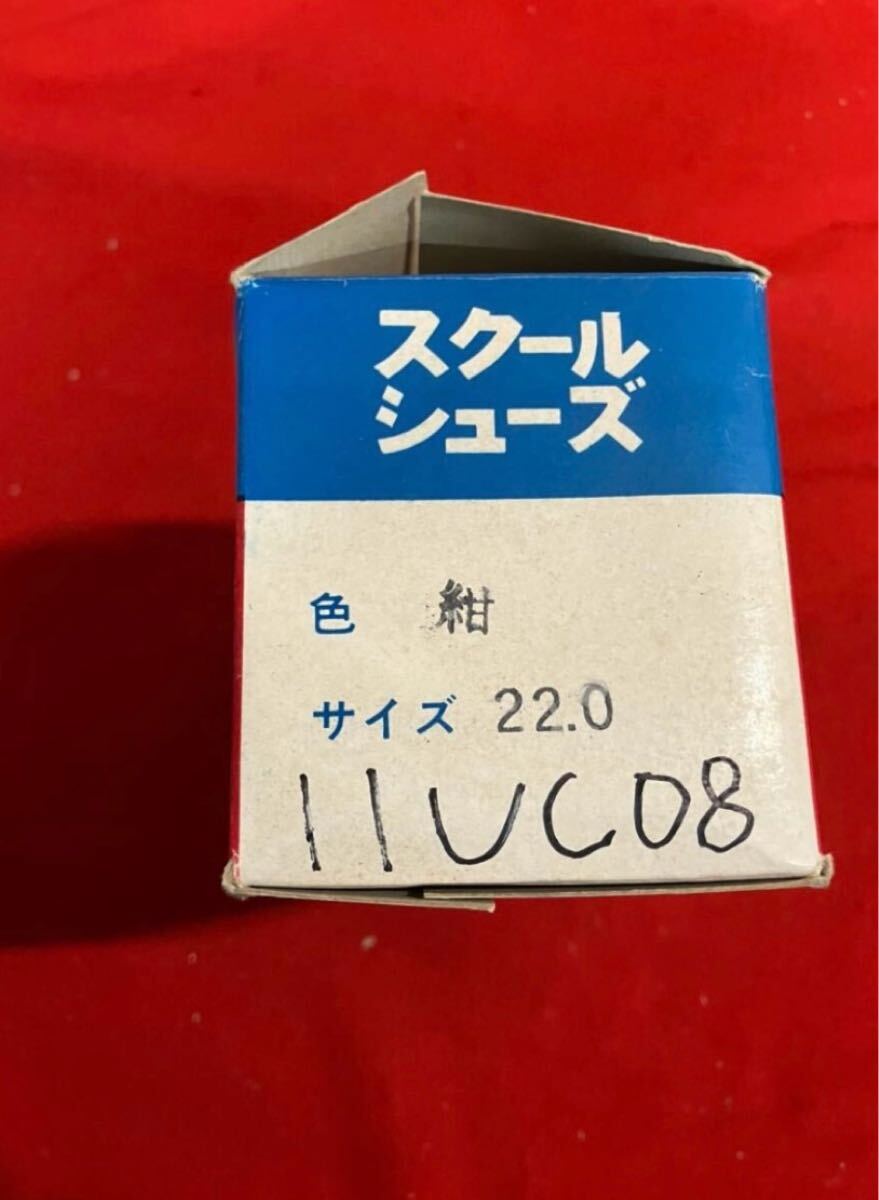 スクール
シューズ
色 紺
サイズ 22.0
11UC08